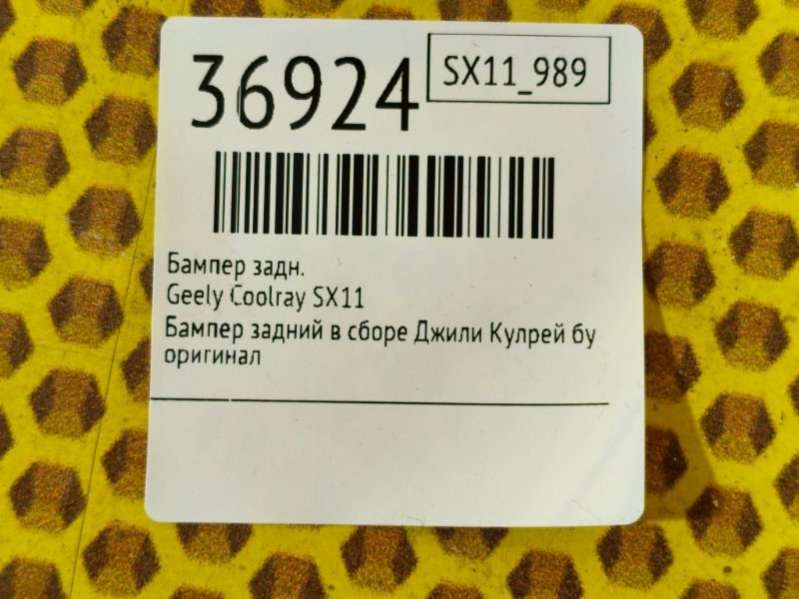 36924
SX11_989
Бампер задн.
Geely Coolray SX11
Бампер задний в сборе Джили Кулрей бу
оригинал